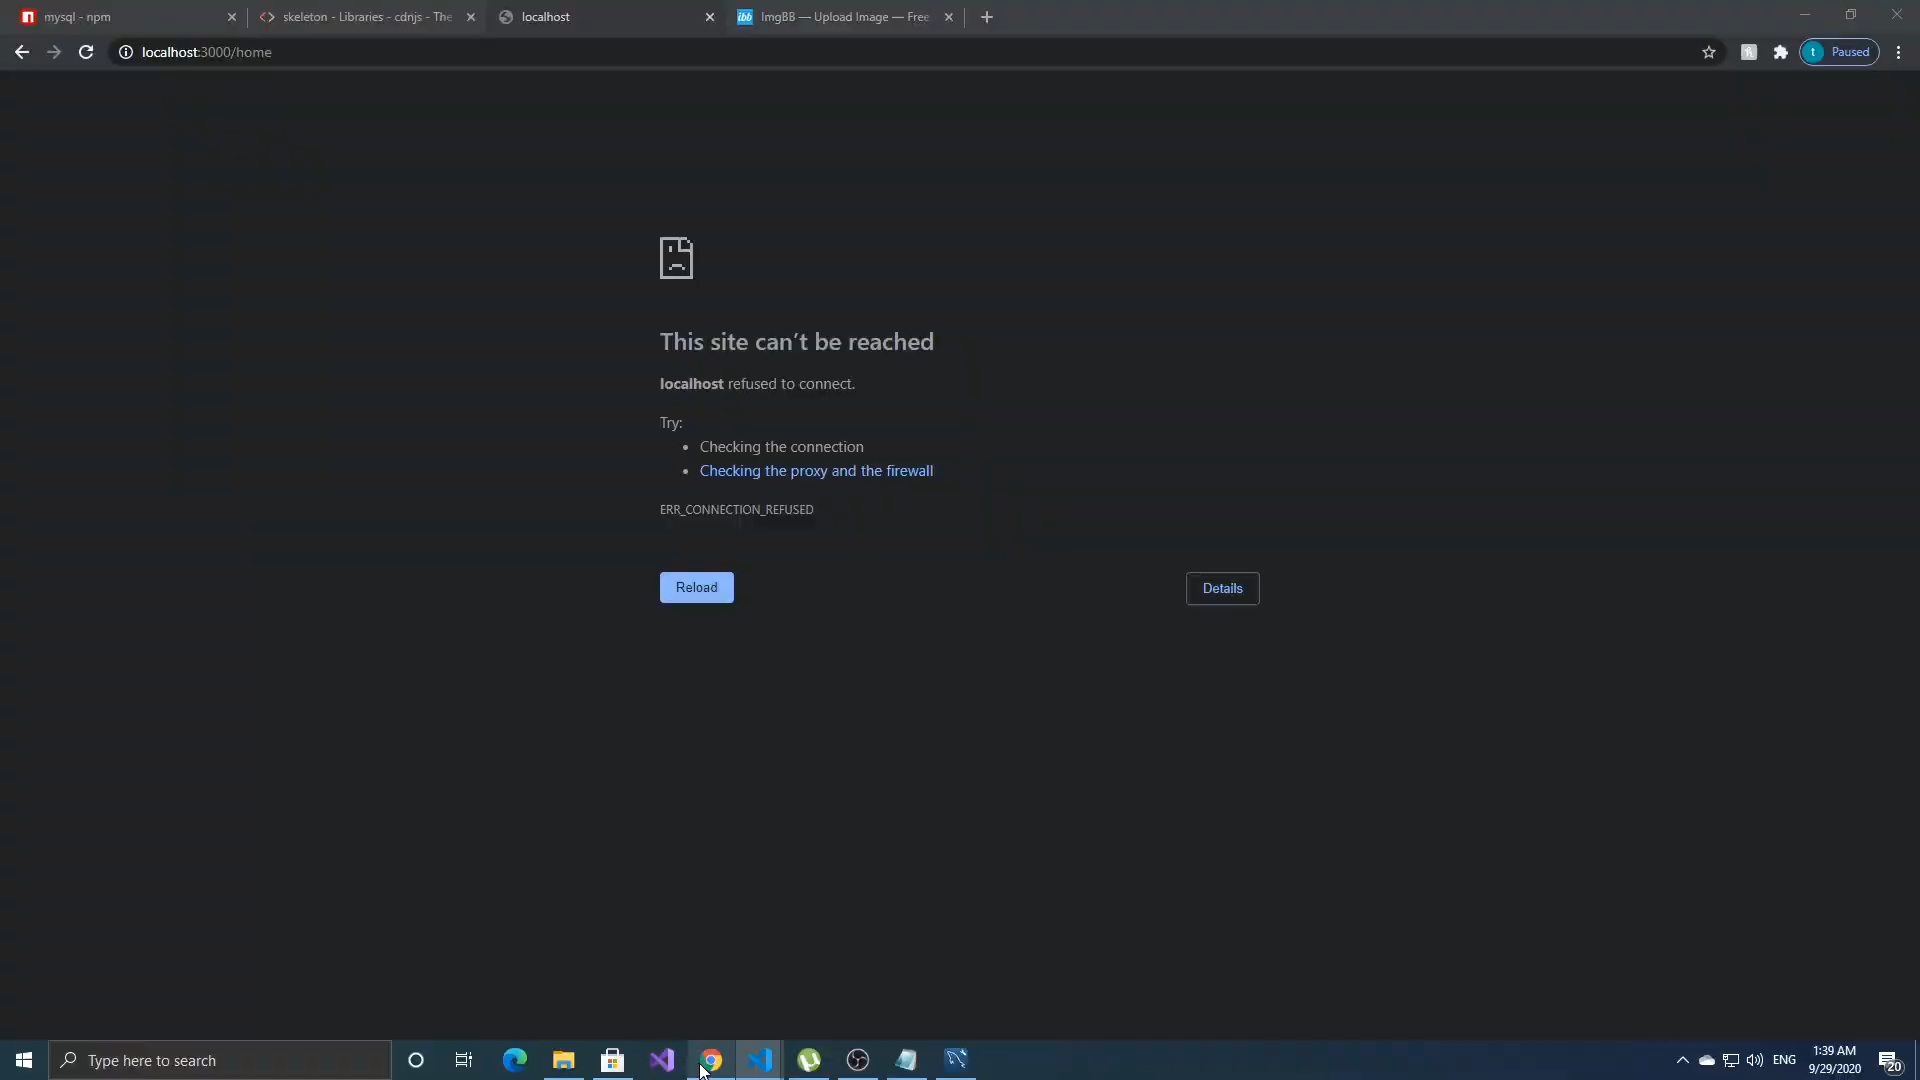 mysql - npm
skeleton - Libraries - cdnjs - The
localhost
ibb
ImgBB — Upload Image — Free
localhost:3000/home
t
Paused
This site can't be reached
localhost refused to connect.
Try:
• Checking the connection
• Checking the proxy and the firewall
ERR_CONNECTION_REFUSED
Reload
Details
Type here to search
ENG
1:39 AM
9/29/2020
20